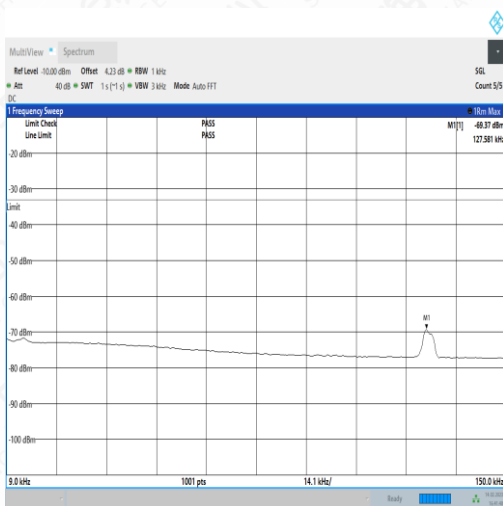 MultiView Spectrum
Ref Level -10.00 dBm Offset 4.23 dB RBW 1 kHz SGL
Att 40 dB SWT 1 s (~1 s) VBW 3 kHz Mode Auto FFT Count 5/5
DC
1 Frequency Sweep 1Rm Max
Limit Check PASS M1[1] -69.37 dBm
Line Limit PASS 127.581 kHz
-20 dBm
-30 dBm
Limit
-40 dBm
-50 dBm
-60 dBm
M1
-70 dBm
-80 dBm
-90 dBm
-100 dBm
9.0 kHz 1001 pts 14.1 kHz/ 150.0 kHz
Ready